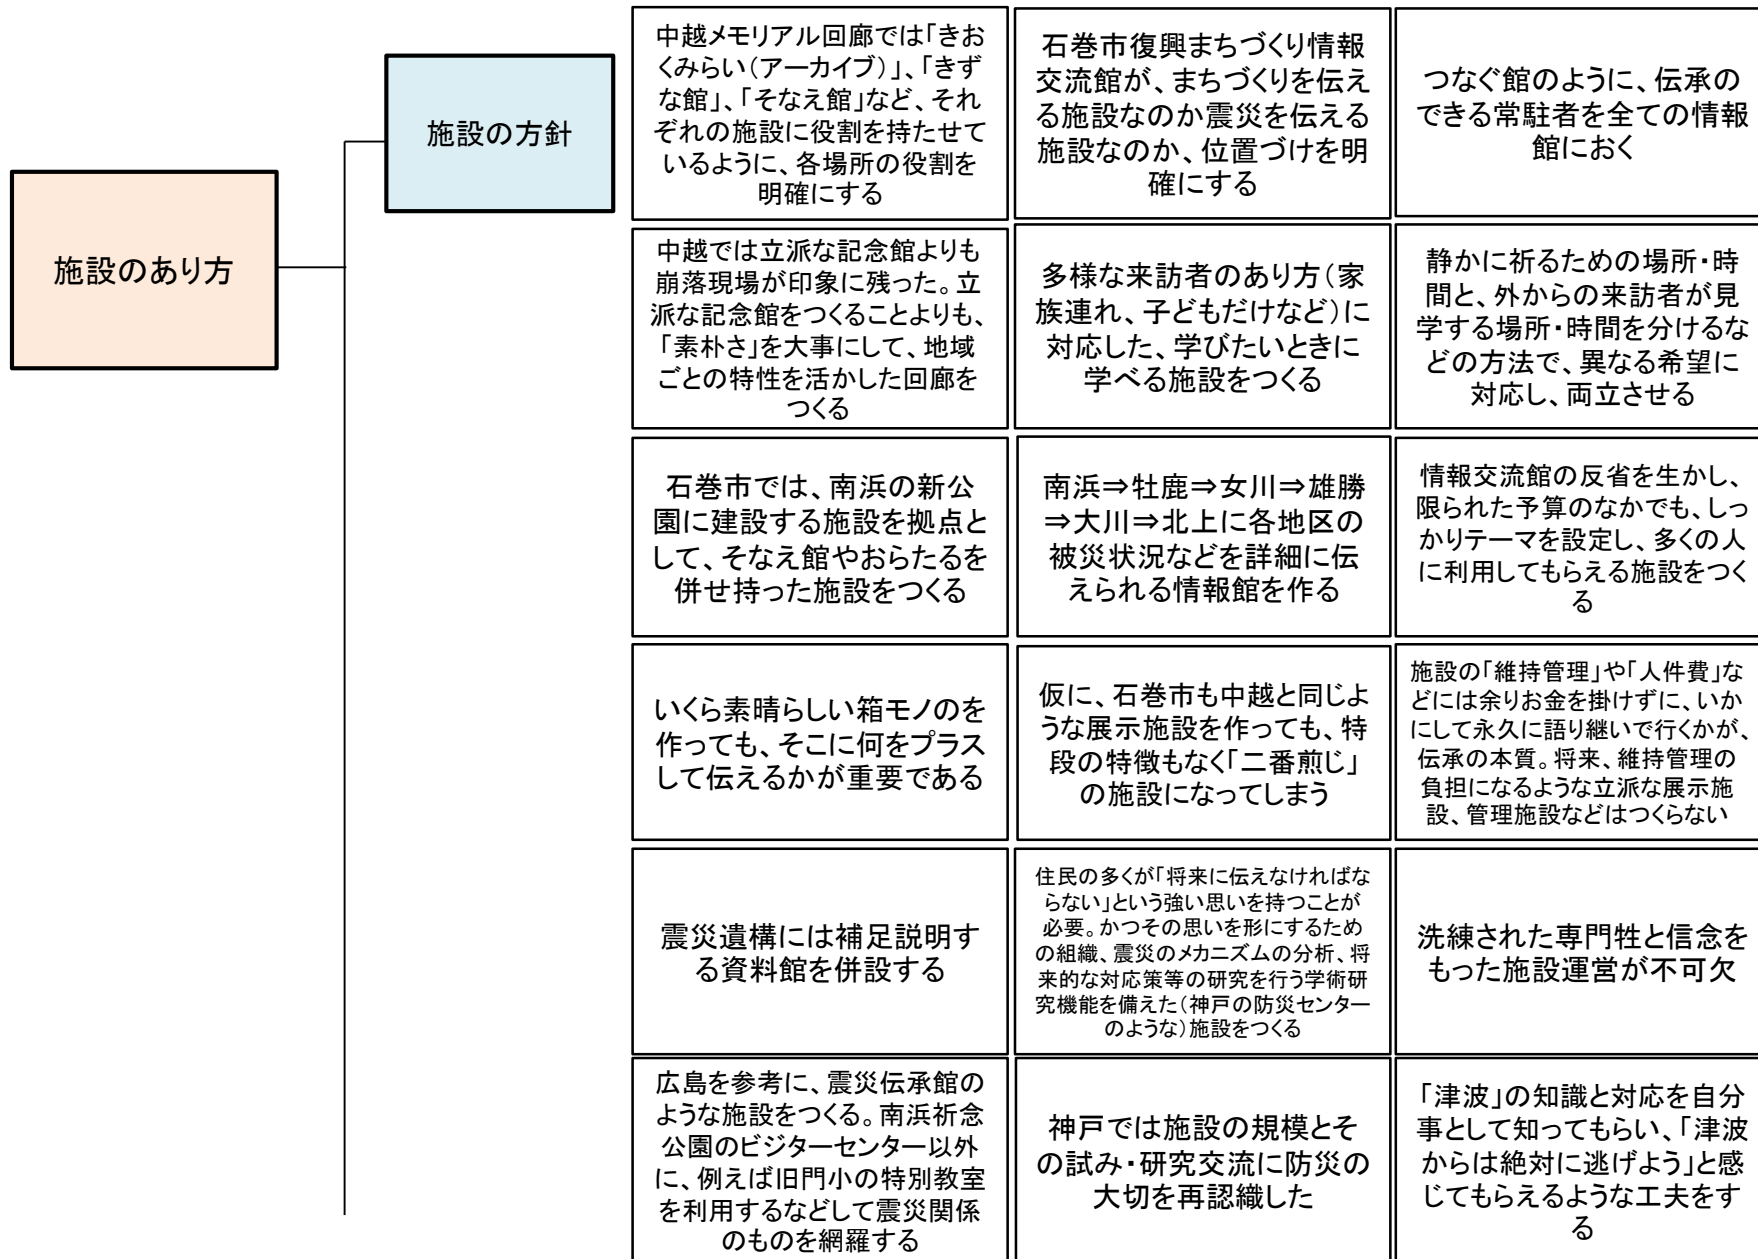 施設のあり方
施設の方針
中越メモリアル回廊では「きお
くみらい（アーカイブ）」、「きず
な館」、「そなえ館」など、それ
ぞれの施設に役割を持たせて
いるように、各場所の役割を
明確にする
石巻市復興まちづくり情報
交流館が、まちづくりを伝え
る施設なのか震災を伝える
施設なのか、位置づけを明
確にする
つなぐ館のように、伝承の
できる常駐者を全ての情報
館におく
中越では立派な記念館よりも
崩落現場が印象に残った。立
派な記念館をつくることよりも、
「素朴さ」を大事にして、地域
ごとの特性を活かした回廊を
つくる
多様な来訪者のあり方（家
族連れ、子どもだけなど）に
対応した、学びたいときに
学べる施設をつくる
静かに祈るための場所・時
間と、外からの来訪者が見
学する場所・時間を分けるな
どの方法で、異なる希望に
対応し、両立させる
石巻市では、南浜の新公
園に建設する施設を拠点と
して、そなえ館やおらたるを
併せ持った施設をつくる
南浜⇒牡鹿⇒女川⇒雄勝
⇒大川⇒北上に各地区の
被災状況などを詳細に伝
えられる情報館を作る
情報交流館の反省を生かし、
限られた予算のなかでも、しっ
かりテーマを設定し、多くの人
に利用してもらえる施設をつく
る
いくら素晴らしい箱モノのを
作っても、そこに何をプラス
して伝えるかが重要である
仮に、石巻市も中越と同じよ
うな展示施設を作っても、特
段の特徴もなく「二番煎じ」
の施設になってしまう
施設の「維持管理」や「人件費」な
どには余りお金を掛けずに、いか
にして永久に語り継いで行くかが、
伝承の本質。将来、維持管理の
負担になるような立派な展示施
設、管理施設などはつくらない
震災遺構には補足説明す
る資料館を併設する
住民の多くが「将来に伝えなければな
らない」という強い思いを持つことが
必要。かつその思いを形にするため
の組織、震災のメカニズムの分析、将
来的な対応策等の研究を行う学術研
究機能を備えた（神戸の防災センター
のような）施設をつくる
洗練された専門牲と信念を
もった施設運営が不可欠
広島を参考に、震災伝承館の
ような施設をつくる。南浜祈念
公園のビジターセンター以外
に、例えば旧門小の特別教室
を利用するなどして震災関係
のものを網羅する
神戸では施設の規模とそ
の試み・研究交流に防災の
大切を再認織した
「津波」の知識と対応を自分
事として知ってもらい、「津波
からは絶対に逃げよう」と感
じてもらえるような工夫をす
る